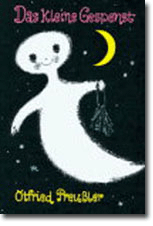 Das kleine Gespenst
Otfried Preußler